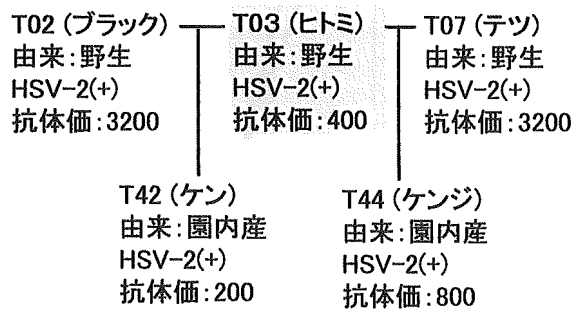 T02 (ブラック)
由来:野生
HSV-2(+)
抗体価:3200
T03 (ヒトミ)
由来:野生
HSV-2(+)
抗体価:400
T07 (テツ)
由来:野生
HSV-2(+)
抗体価:3200
T42 (ケン)
由来:園内産
HSV-2(+)
抗体価:200
T44 (ケンジ)
由来:園内産
HSV-2(+)
抗体価:800